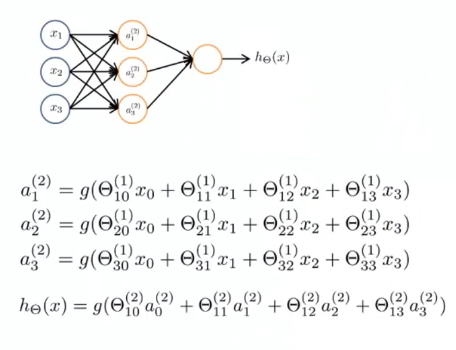 x₁ a₁⁽²⁾
x₂ a₂⁽²⁾ h_Θ(x)
x₃ a₃⁽²⁾
a₁⁽²⁾ = g(Θ₁₀⁽¹⁾x₀ + Θ₁₁⁽¹⁾x₁ + Θ₁₂⁽¹⁾x₂ + Θ₁₃⁽¹⁾x₃)
a₂⁽²⁾ = g(Θ₂₀⁽¹⁾x₀ + Θ₂₁⁽¹⁾x₁ + Θ₂₂⁽¹⁾x₂ + Θ₂₃⁽¹⁾x₃)
a₃⁽²⁾ = g(Θ₃₀⁽¹⁾x₀ + Θ₃₁⁽¹⁾x₁ + Θ₃₂⁽¹⁾x₂ + Θ₃₃⁽¹⁾x₃)
h_Θ(x) = g(Θ₁₀⁽²⁾a₀⁽²⁾ + Θ₁₁⁽²⁾a₁⁽²⁾ + Θ₁₂⁽²⁾a₂⁽²⁾ + Θ₁₃⁽²⁾a₃⁽²⁾)